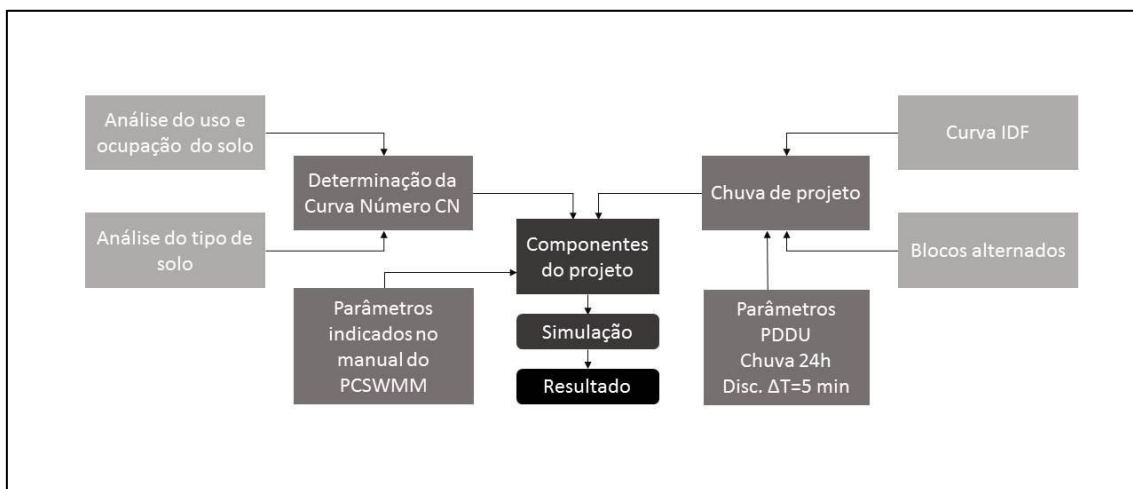 Análise do uso e
ocupação do solo
Análise do tipo de
solo
Determinação da
Curva Número CN
Parâmetros
indicados no
manual do
PCSWMM
Componentes
do projeto
Simulação
Resultado
Chuva de projeto
Parâmetros
PDDU
Chuva 24h
Disc. ΔT=5 min
Curva IDF
Blocos alternados